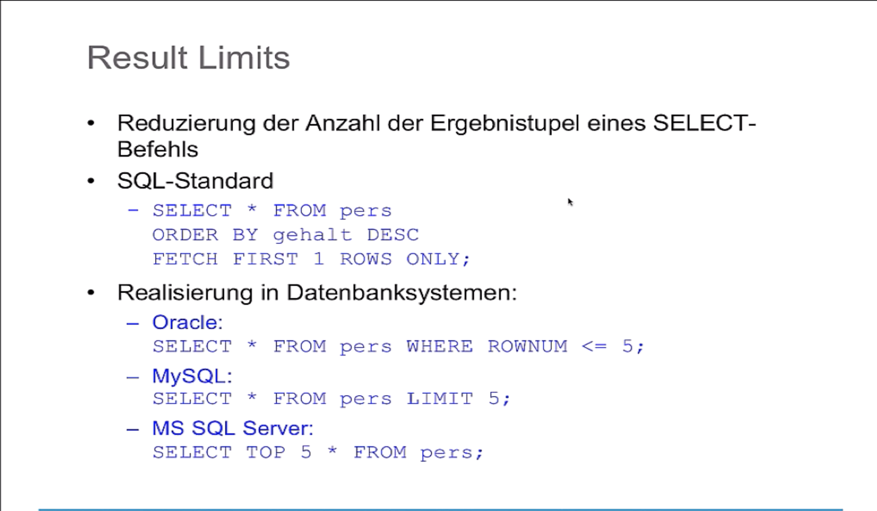 Result Limits
• Reduzierung der Anzahl der Ergebnistupel eines SELECT-
Befehls
• SQL-Standard
– SELECT * FROM pers
ORDER BY gehalt DESC
FETCH FIRST 1 ROWS ONLY;
• Realisierung in Datenbanksystemen:
– Oracle:
SELECT * FROM pers WHERE ROWNUM <= 5;
– MySQL:
SELECT * FROM pers LIMIT 5;
– MS SQL Server:
SELECT TOP 5 * FROM pers;